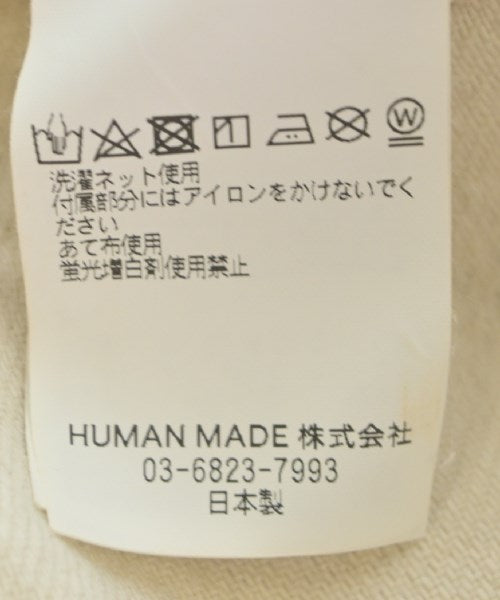 W
洗濯ネット使用
付属部分にはアイロンをかけないでく
ださい
あて布使用
蛍光増白剤使用禁止
HUMAN MADE 株式会社
03-6823-7993
日本製